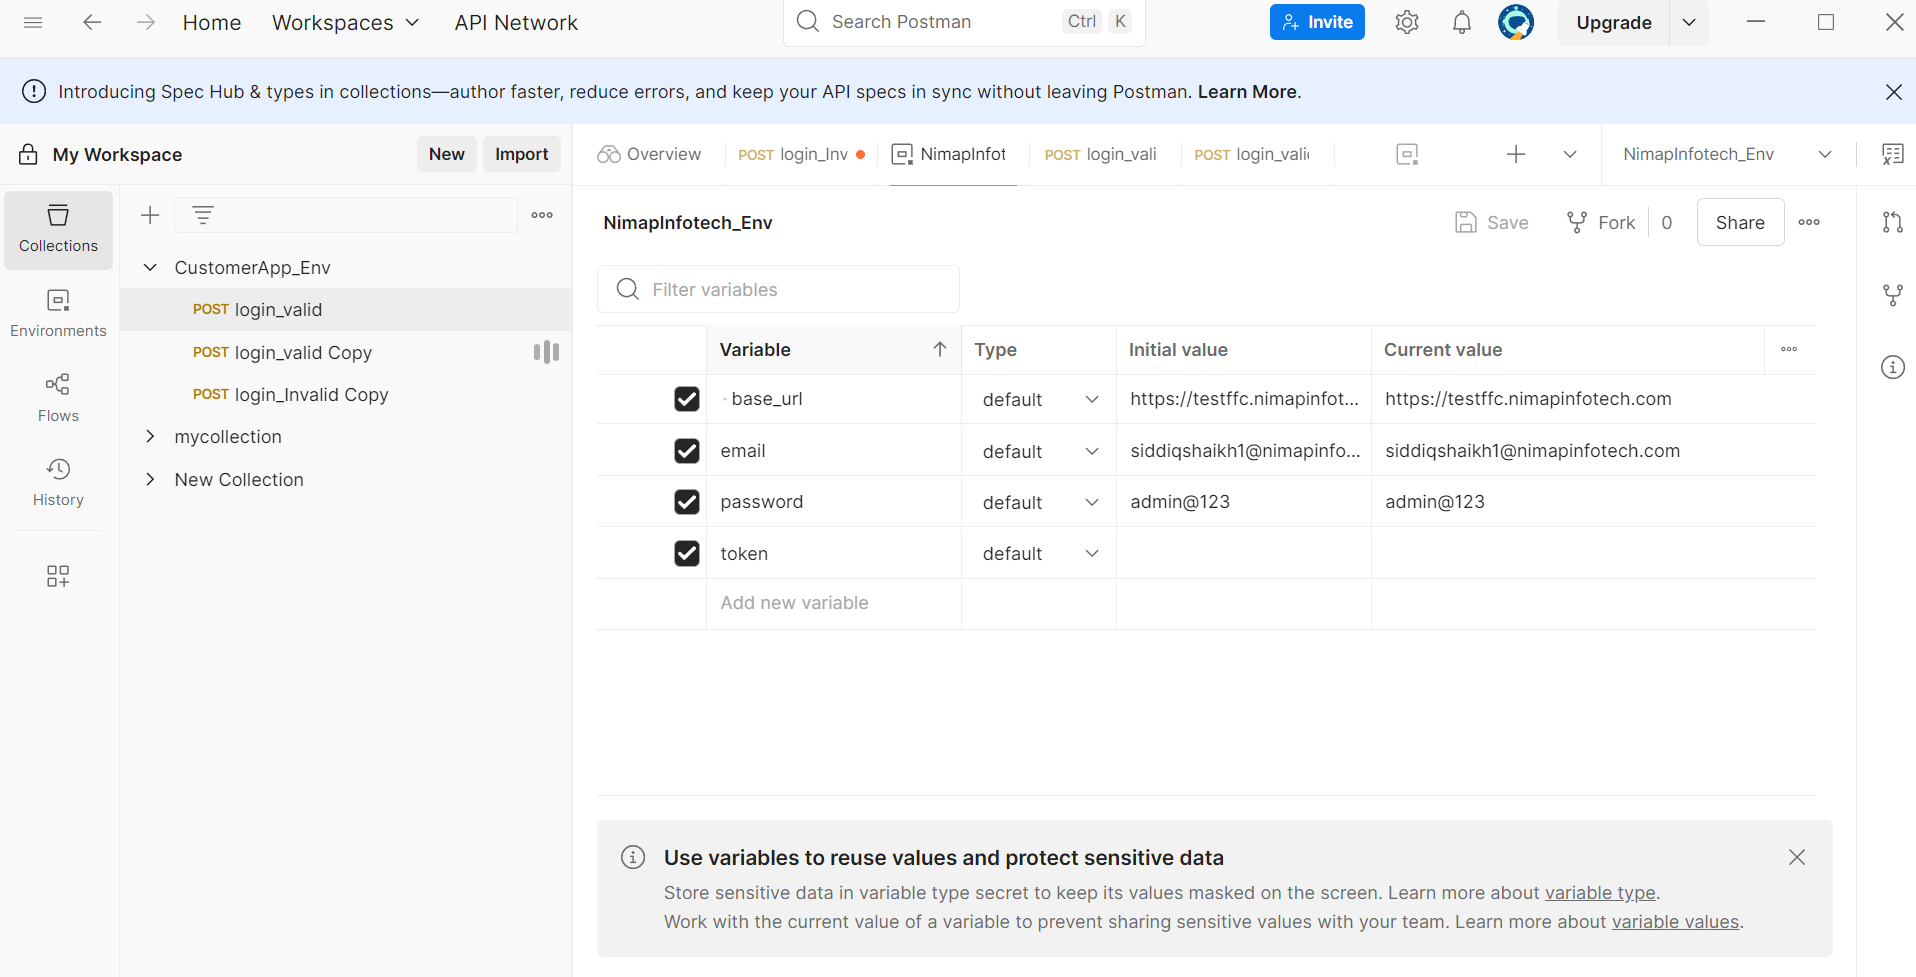 Home Workspaces API Network Search Postman Ctrl K Invite Upgrade
Introducing Spec Hub & types in collections—author faster, reduce errors, and keep your API specs in sync without leaving Postman. Learn More.
My Workspace New Import
Overview POST login_Inv NimapInfot POST login_vali POST login_valid NimapInfotech_Env
Collections
Environments
Flows
History
CustomerApp_Env
POST login_valid
POST login_valid Copy
POST login_Invalid Copy
mycollection
New Collection
NimapInfotech_Env Save Fork 0 Share
Filter variables
Variable Type Initial value Current value
base_url default https://testffc.nimapinfot... https://testffc.nimapinfotech.com
email default siddiqshaikh1@nimapinfo... siddiqshaikh1@nimapinfotech.com
password default admin@123 admin@123
token default
Add new variable
Use variables to reuse values and protect sensitive data
Store sensitive data in variable type secret to keep its values masked on the screen. Learn more about variable type.
Work with the current value of a variable to prevent sharing sensitive values with your team. Learn more about variable values.